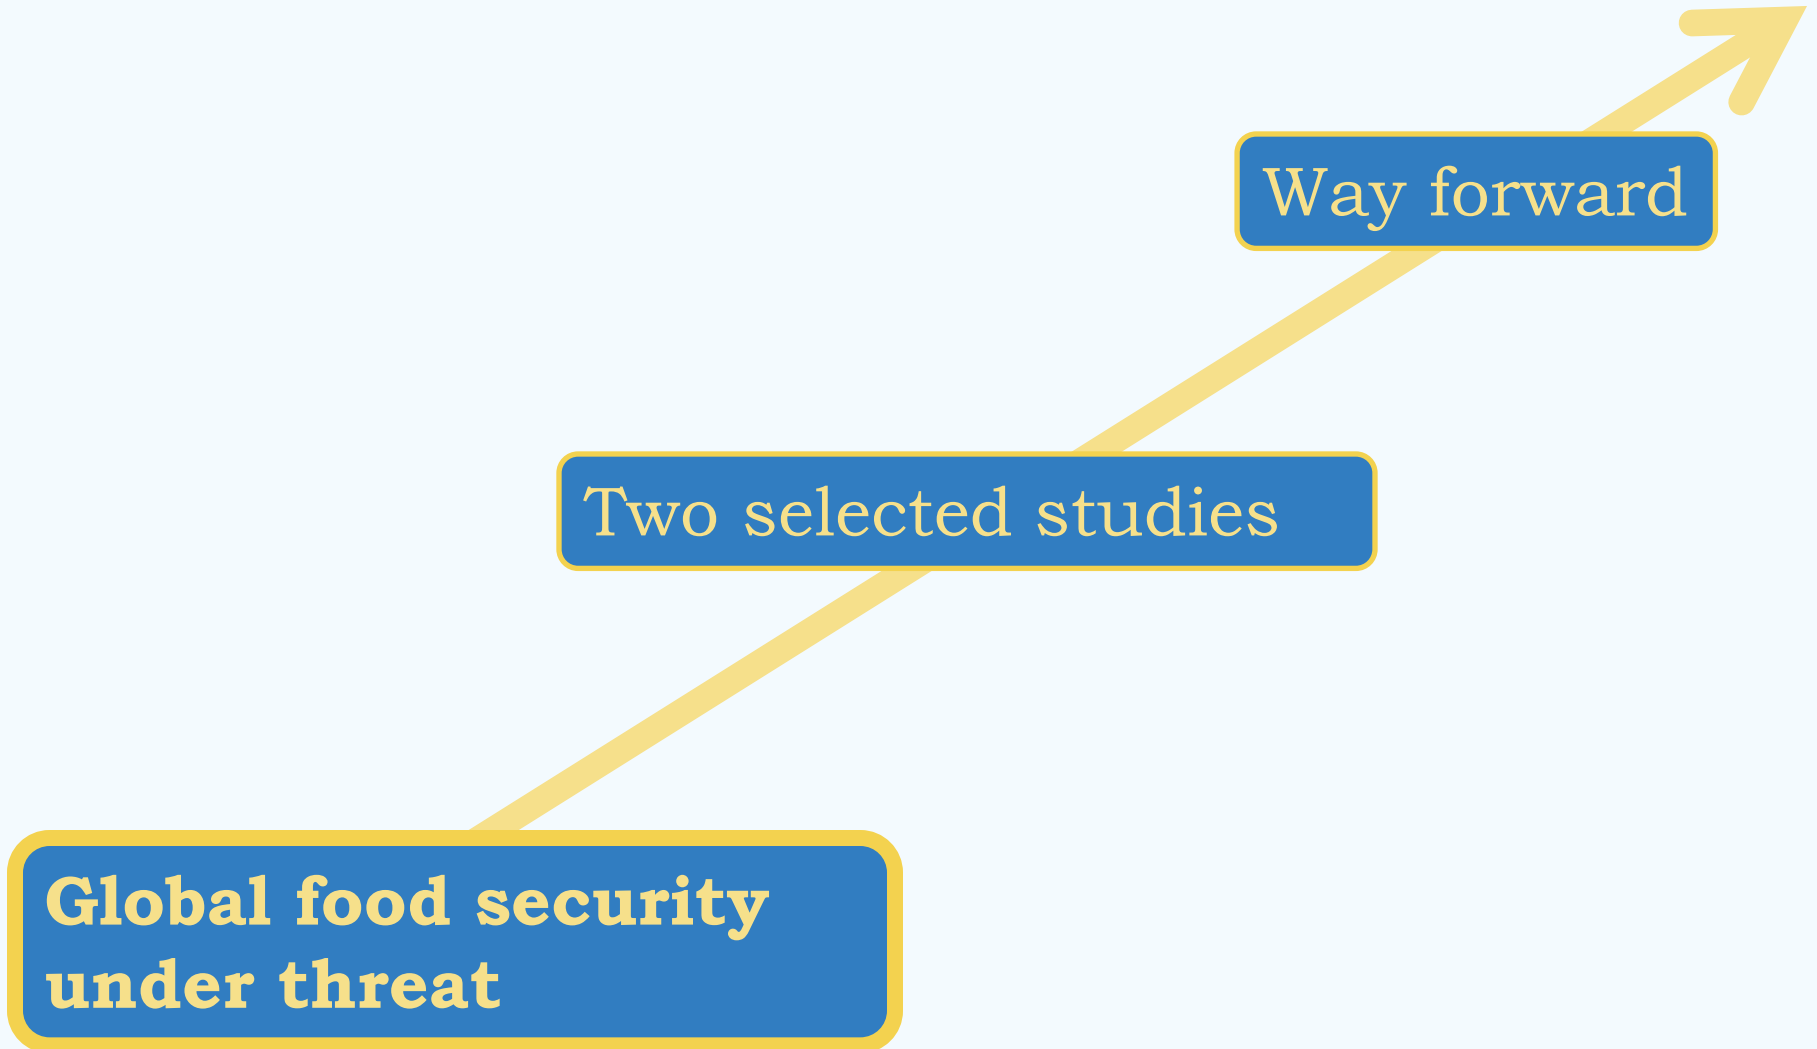 Way forward
Two selected studies
Global food security
under threat